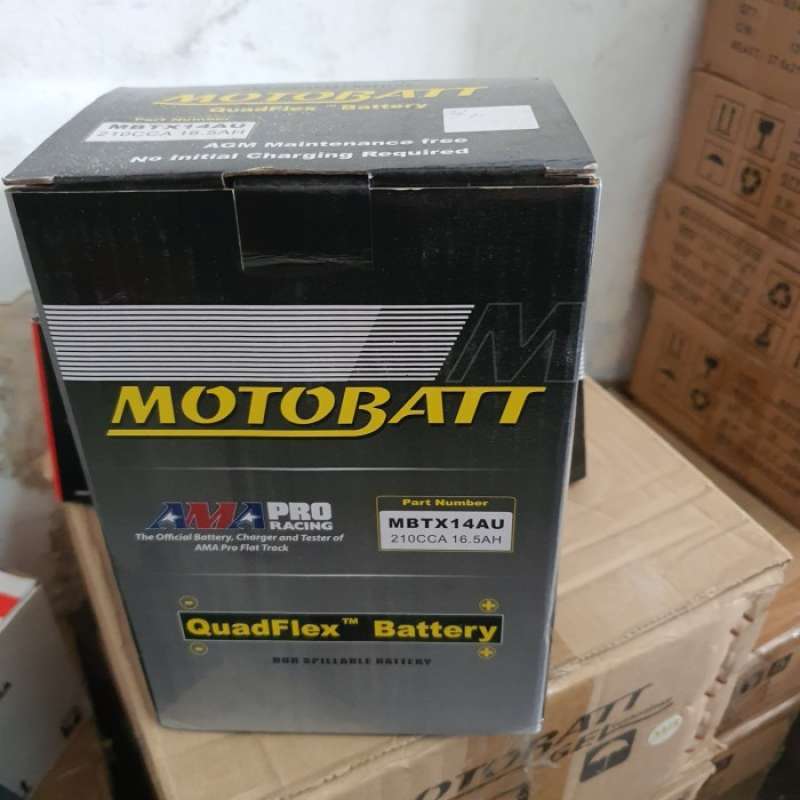 MOTOBATT
QuadFlex™ Battery
Part Number
MBTX14AU
210CCA 16.5AH
AGM Maintenance free
No Initial Charging Required
M
MOTOBATT
AMA PRO
RACING
The Official Battery, Charger and Tester of
AMA Pro Flat Track
Part Number
MBTX14AU
210CCA 16.5AH
QuadFlex™ Battery
NON SPILLABLE BATTERY
MOTOBATT
GEL